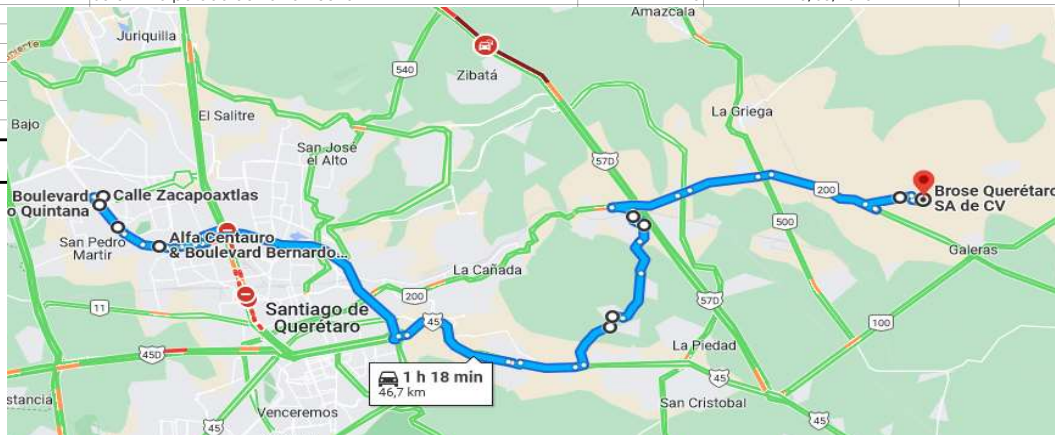 Amazcala
Juriquilla
540
Zibatá
La Griega
Bajo
El Salitre
San José
el Alto
57D
Boulevard
o Quintana
Calle Zacapoaxtlas
200
Brose Querétaro
SA de CV
San Pedro
Martir
Alfa Centauro
& Boulevard Bernardo...
500
Galeras
La Cañada
200
11
Santiago de
Querétaro
57D
45
100
45D
La Piedad
1 h 18 min
46,7 km
45
San Cristobal
stancia
Venceremos
45
45